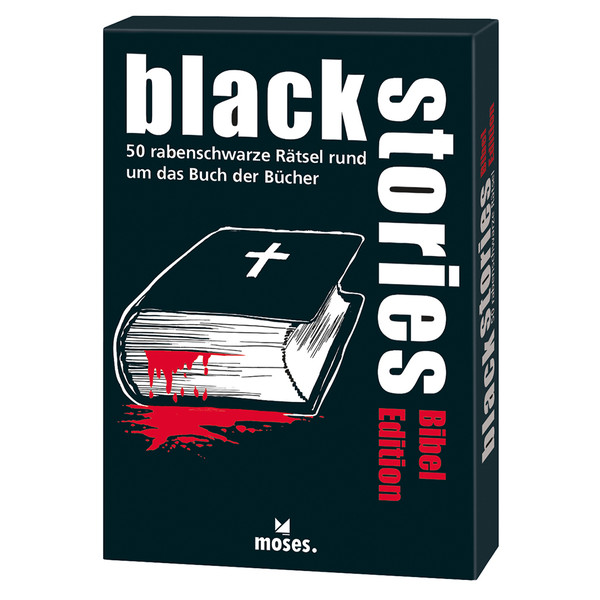 black
stories
50 rabenschwarze Rätsel rund
um das Buch der Bücher
Bibel
Edition
moses.
black stories